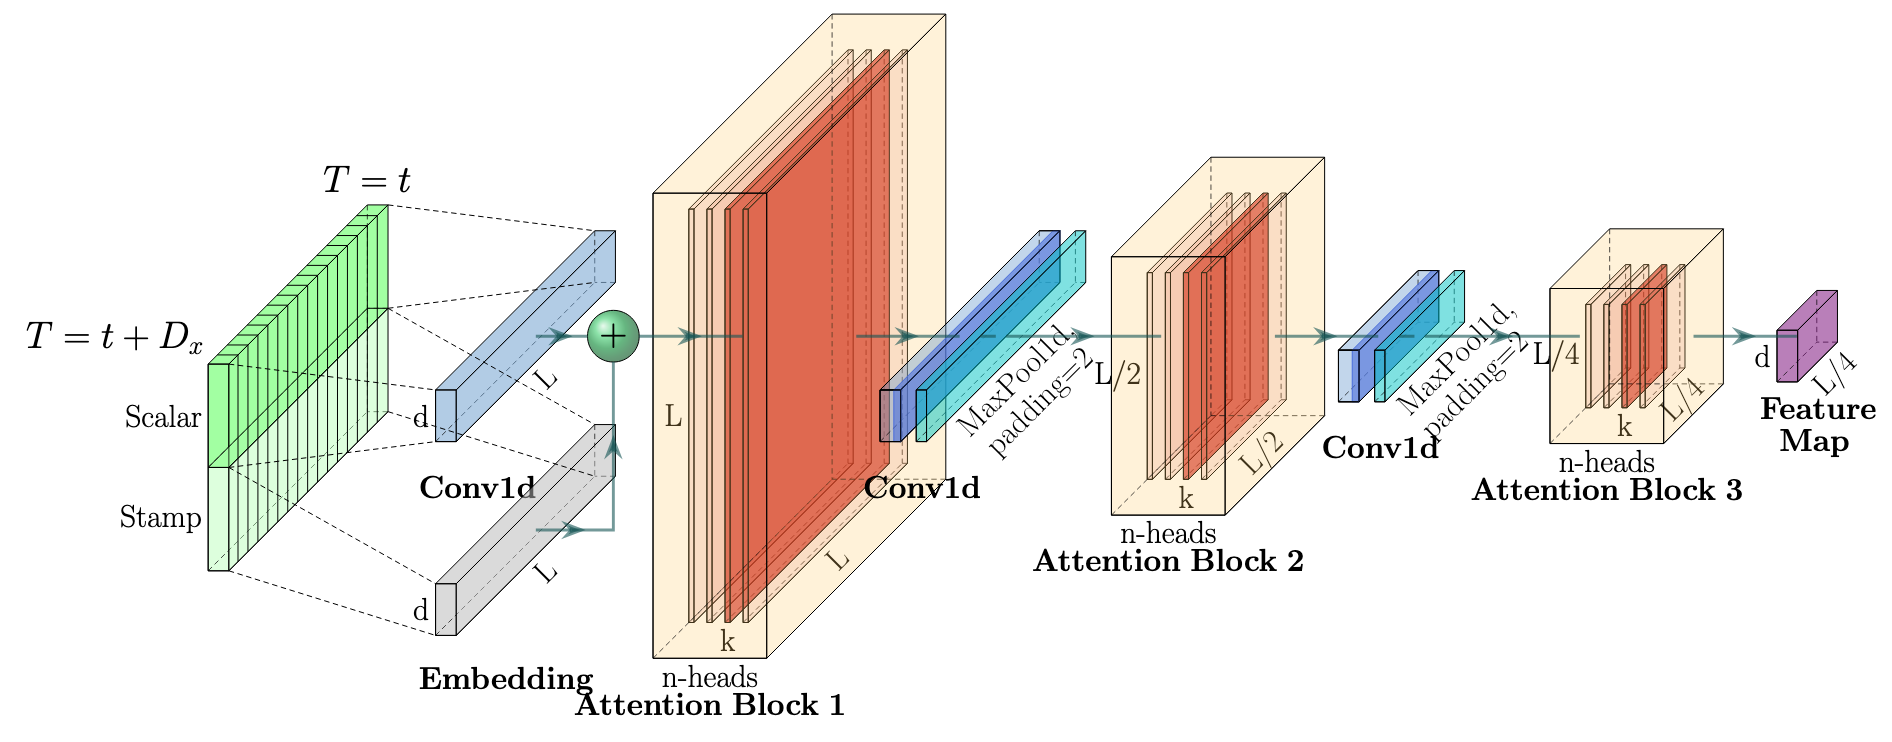 T = t
T = t + D_x
Scalar
Stamp
d
L
Conv1d
d
L
Embedding
+
L
k
n-heads
L
Attention Block 1
Conv1d
MaxPool1d,
padding=2
L/2
k
n-heads
L/2
Attention Block 2
Conv1d
MaxPool1d,
padding=2
L/4
k
n-heads
L/4
Attention Block 3
d
L/4
Feature
Map